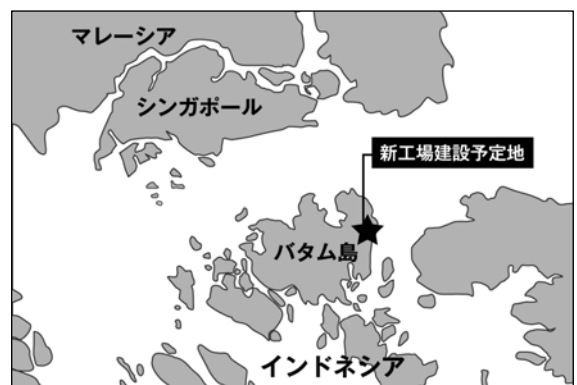 マレーシア
シンガポール
新工場建設予定地
バタム島
インドネシア